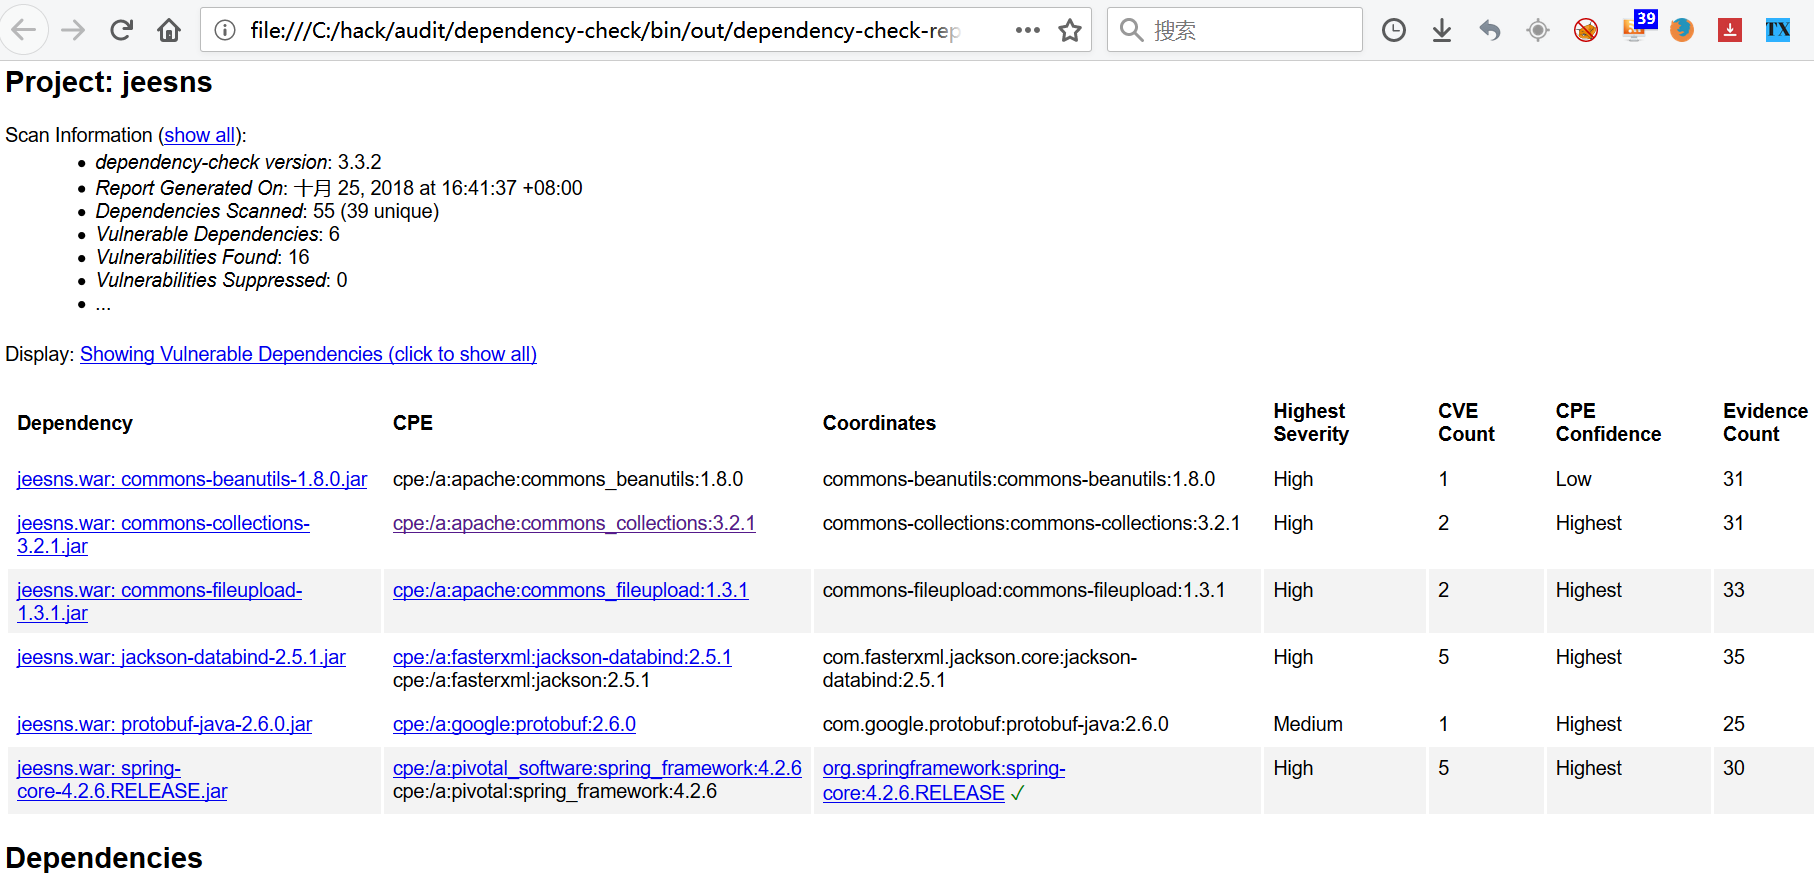 file:///C:/hack/audit/dependency-check/bin/out/dependency-check-rep
搜索
39
TX
Project: jeesns
Scan Information (show all):
dependency-check version: 3.3.2
Report Generated On: 十月 25, 2018 at 16:41:37 +08:00
Dependencies Scanned: 55 (39 unique)
Vulnerable Dependencies: 6
Vulnerabilities Found: 16
Vulnerabilities Suppressed: 0
...
Display: Showing Vulnerable Dependencies (click to show all)
Dependency CPE Coordinates Highest Severity CVE Count CPE Confidence Evidence Count
jeesns.war: commons-beanutils-1.8.0.jar cpe:/a:apache:commons_beanutils:1.8.0 commons-beanutils:commons-beanutils:1.8.0 High 1 Low 31
jeesns.war: commons-collections- cpe:/a:apache:commons_collections:3.2.1 commons-collections:commons-collections:3.2.1 High 2 Highest 31
3.2.1.jar
jeesns.war: commons-fileupload- cpe:/a:apache:commons_fileupload:1.3.1 commons-fileupload:commons-fileupload:1.3.1 High 2 Highest 33
1.3.1.jar
jeesns.war: jackson-databind-2.5.1.jar cpe:/a:fasterxml:jackson-databind:2.5.1 com.fasterxml.jackson.core:jackson- High 5 Highest 35
cpe:/a:fasterxml:jackson:2.5.1 databind:2.5.1
jeesns.war: protobuf-java-2.6.0.jar cpe:/a:google:protobuf:2.6.0 com.google.protobuf:protobuf-java:2.6.0 Medium 1 Highest 25
jeesns.war: spring- cpe:/a:pivotal_software:spring_framework:4.2.6 org.springframework:spring- High 5 Highest 30
core-4.2.6.RELEASE.jar cpe:/a:pivotal:spring_framework:4.2.6 core:4.2.6.RELEASE ✓
Dependencies